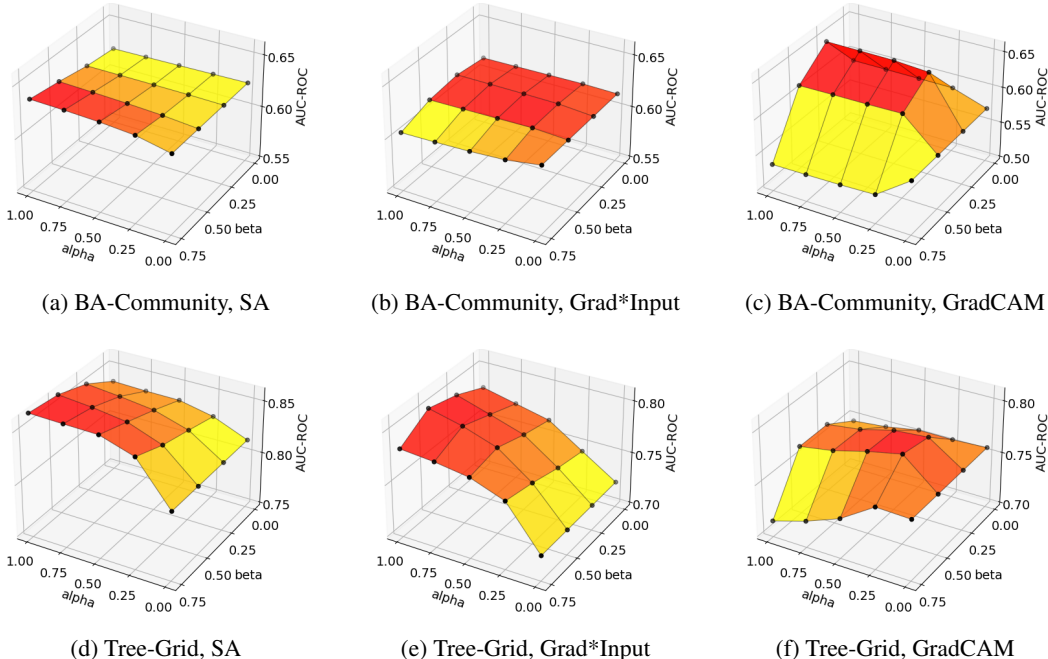 0.65
0.60
0.55
AUC-ROC
1.00
0.75
0.50
0.25
0.00
alpha
0.00
0.25
0.50 beta
0.75
(a) BA-Community, SA
0.65
0.60
0.55
AUC-ROC
1.00
0.75
0.50
0.25
0.00
alpha
0.00
0.25
0.50 beta
0.75
(b) BA-Community, Grad*Input
0.65
0.60
0.55
0.50
AUC-ROC
1.00
0.75
0.50
0.25
0.00
alpha
0.00
0.25
0.50 beta
0.75
(c) BA-Community, GradCAM
0.85
0.80
0.75
AUC-ROC
1.00
0.75
0.50
0.25
0.00
alpha
0.00
0.25
0.50 beta
0.75
(d) Tree-Grid, SA
0.80
0.75
0.70
AUC-ROC
1.00
0.75
0.50
0.25
0.00
alpha
0.00
0.25
0.50 beta
0.75
(e) Tree-Grid, Grad*Input
0.80
0.75
0.70
AUC-ROC
1.00
0.75
0.50
0.25
0.00
alpha
0.00
0.25
0.50 beta
0.75
(f) Tree-Grid, GradCAM